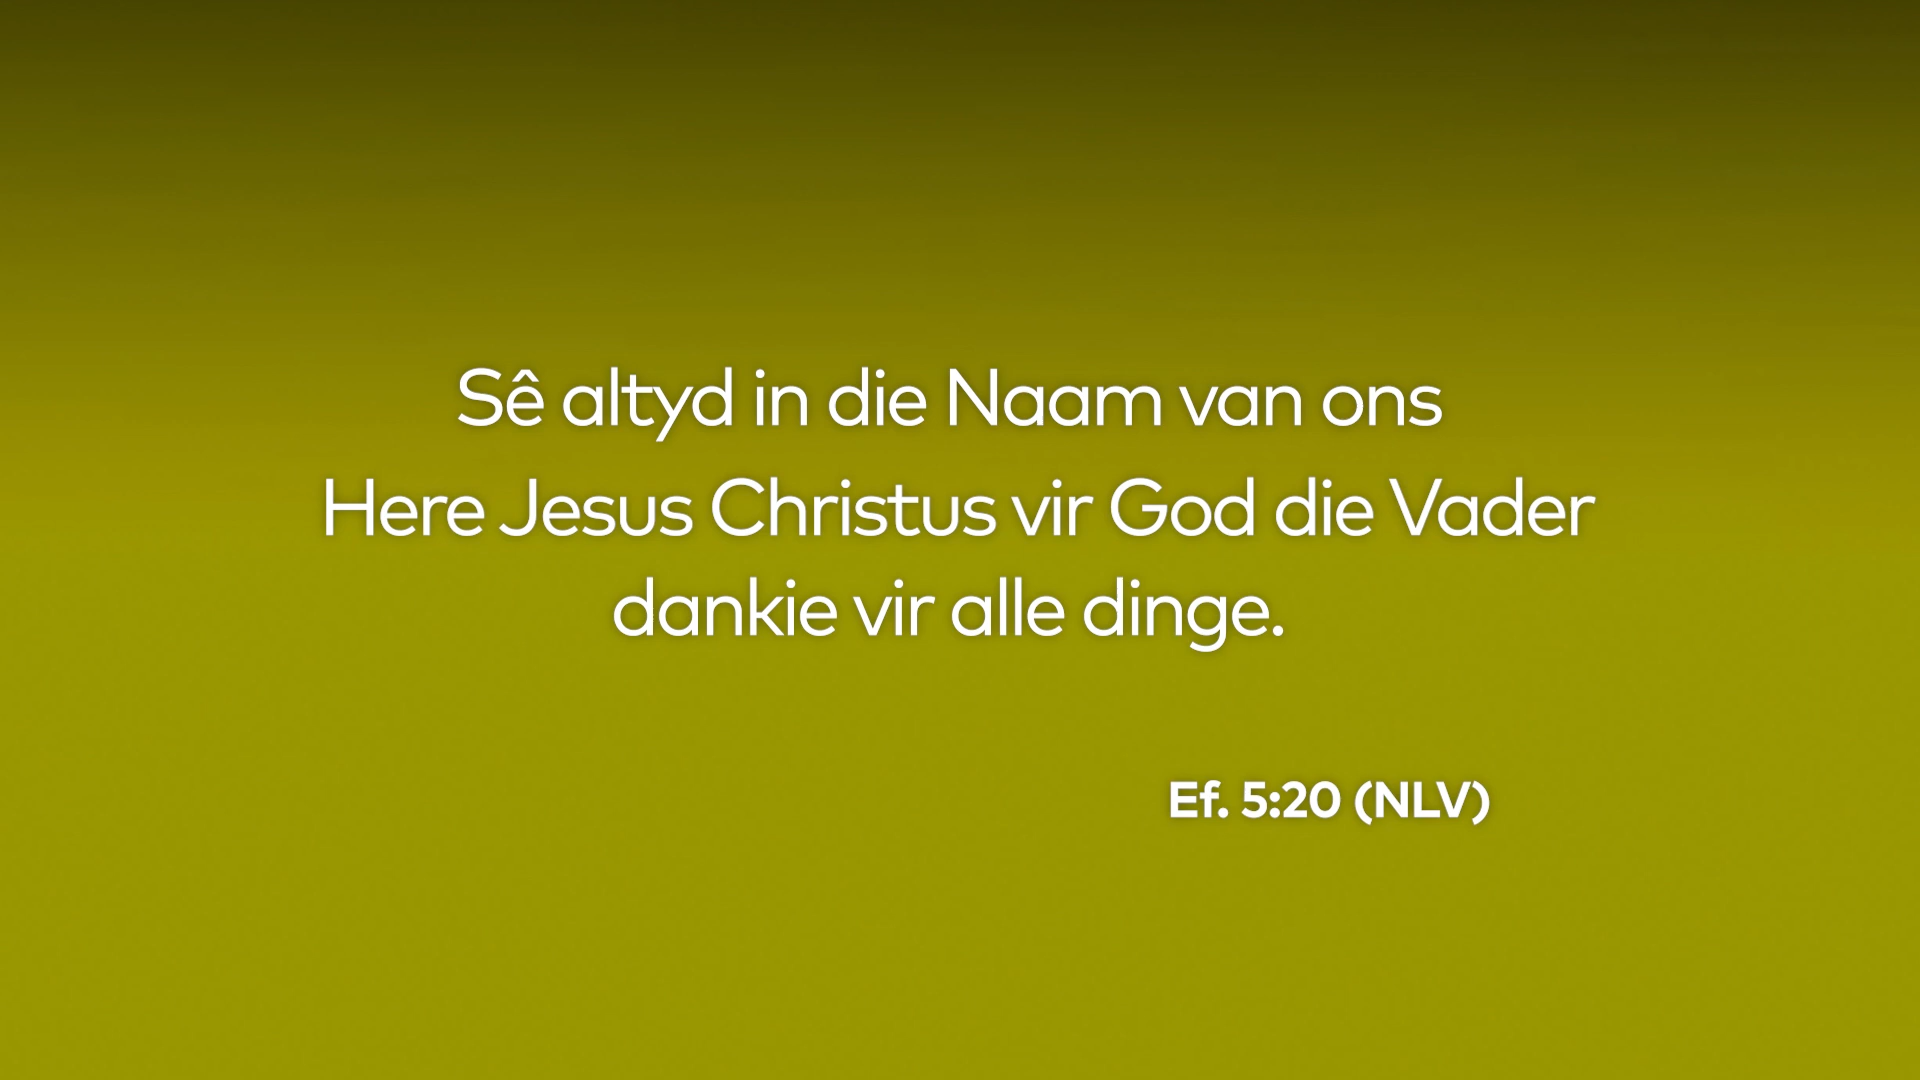 Sê altyd in die Naam van ons
Here Jesus Christus vir God die Vader
dankie vir alle dinge.
Ef. 5:20 (NLV)